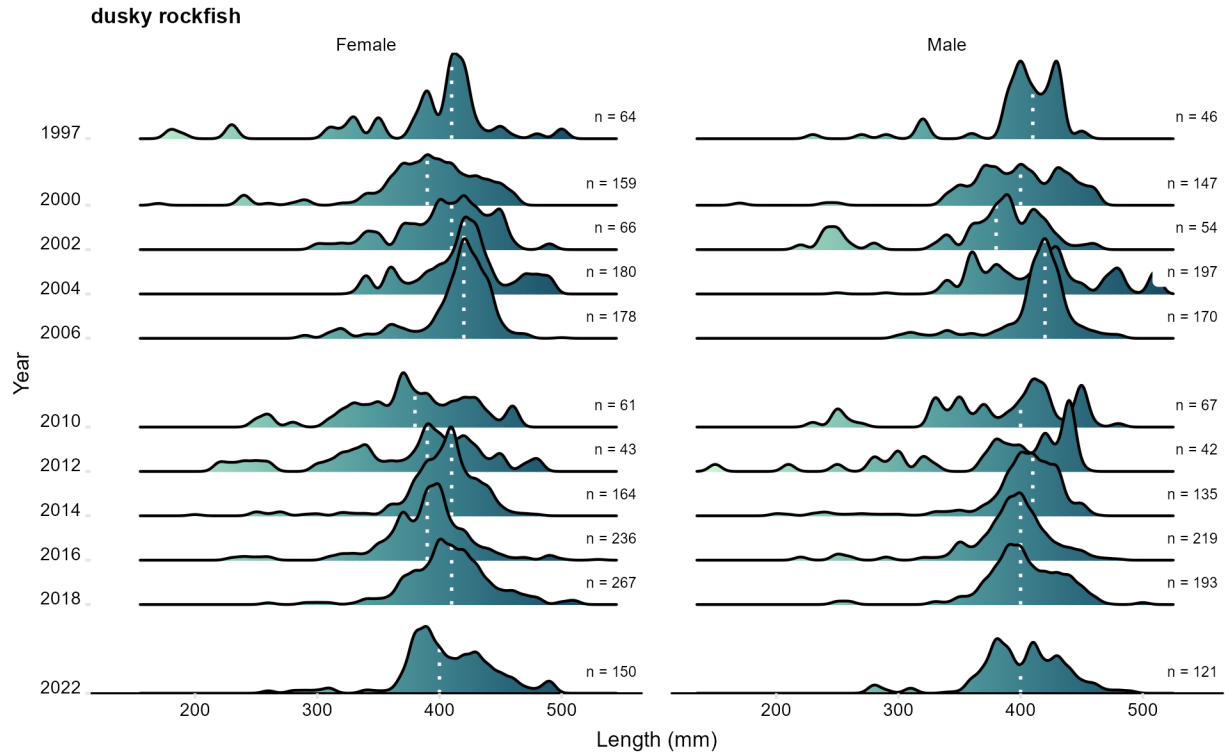 dusky rockfish
Female Male
1997 n = 64 n = 46
2000 n = 159 n = 147
2002 n = 66 n = 54
2004 n = 180 n = 197
2006 n = 178 n = 170
Year
2010 n = 61 n = 67
2012 n = 43 n = 42
2014 n = 164 n = 135
2016 n = 236 n = 219
2018 n = 267 n = 193
2022 n = 150 n = 121
200 300 400 500 200 300 400 500
Length (mm)